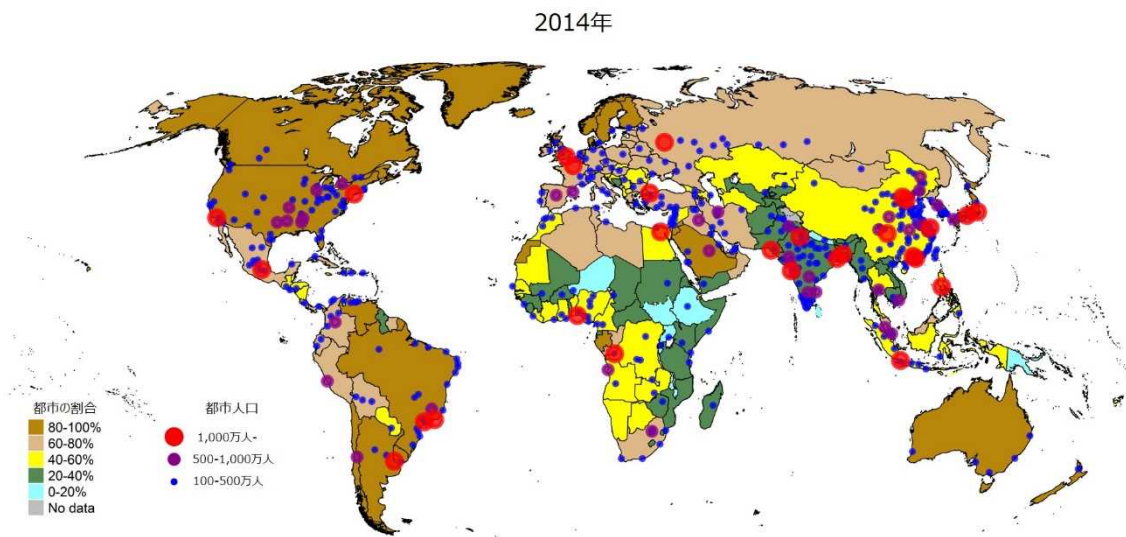 2014年
都市の割合
80-100%
60-80%
40-60%
20-40%
0-20%
No data
都市人口
1,000万人-
500-1,000万人
100-500万人